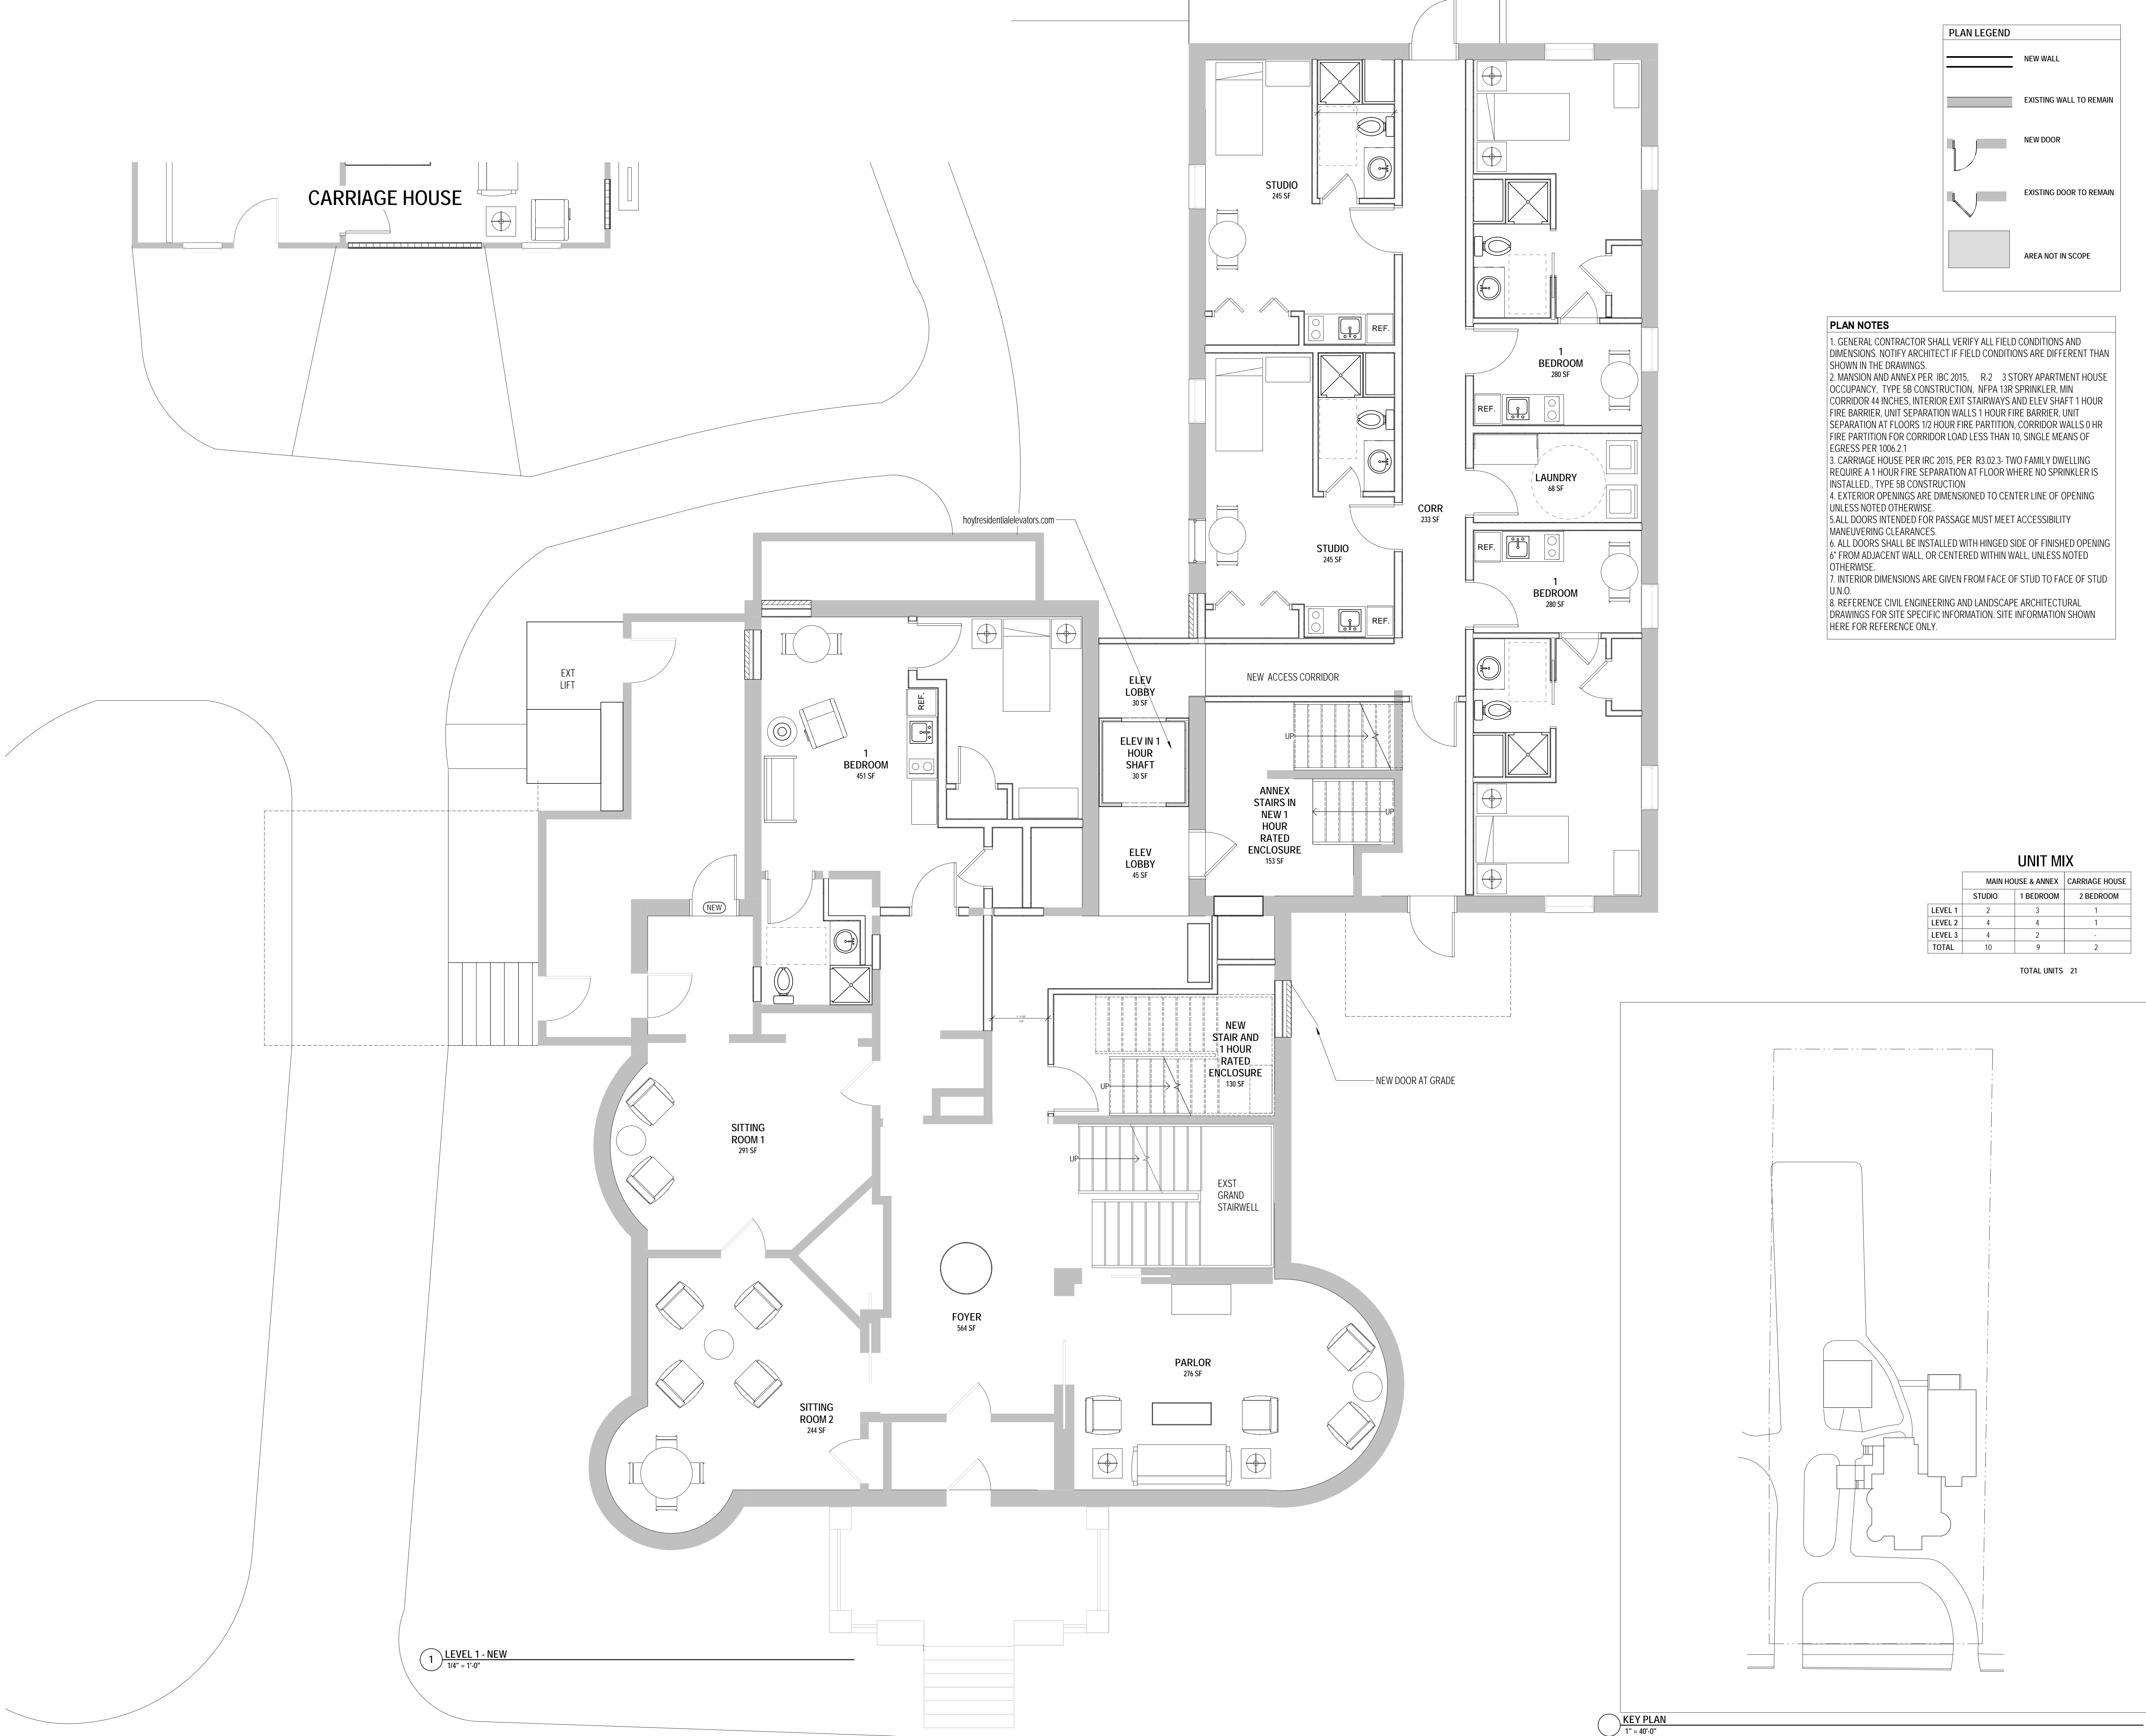 PLAN LEGEND
NEW WALL
EXISTING WALL TO REMAIN
NEW DOOR
EXISTING DOOR TO REMAIN
AREA NOT IN SCOPE
PLAN NOTES
1. GENERAL CONTRACTOR SHALL VERIFY ALL FIELD CONDITIONS AND
DIMENSIONS. NOTIFY ARCHITECT IF FIELD CONDITIONS ARE DIFFERENT THAN
SHOWN IN THE DRAWINGS.
2. MANSION AND ANNEX PER IBC 2015, R-2 3 STORY APARTMENT HOUSE
OCCUPANCY, TYPE 5B CONSTRUCTION, NFPA 13R SPRINKLER, MIN
CORRIDOR 44 INCHES, INTERIOR EXIT STAIRWAYS AND ELEV SHAFT 1 HOUR
FIRE BARRIER, UNIT SEPARATION WALLS 1 HOUR FIRE BARRIER, UNIT
SEPARATION AT FLOORS 1/2 HOUR FIRE PARTITION, CORRIDOR WALLS 0 HR
FIRE PARTITION FOR CORRIDOR LOAD LESS THAN 10, SINGLE MEANS OF
EGRESS PER 1006.2.1
3. CARRIAGE HOUSE PER IRC 2015, PER R3.02.3- TWO FAMILY DWELLING
REQUIRE A 1 HOUR FIRE SEPARATION AT FLOOR WHERE NO SPRINKLER IS
INSTALLED., TYPE 5B CONSTRUCTION
4. EXTERIOR OPENINGS ARE DIMENSIONED TO CENTER LINE OF OPENING
UNLESS NOTED OTHERWISE.
5.ALL DOORS INTENDED FOR PASSAGE MUST MEET ACCESSIBILITY
MANEUVERING CLEARANCES.
6. ALL DOORS SHALL BE INSTALLED WITH HINGED SIDE OF FINISHED OPENING
6" FROM ADJACENT WALL, OR CENTERED WITHIN WALL, UNLESS NOTED
OTHERWISE.
7. INTERIOR DIMENSIONS ARE GIVEN FROM FACE OF STUD TO FACE OF STUD
U.N.O.
8. REFERENCE CIVIL ENGINEERING AND LANDSCAPE ARCHITECTURAL
DRAWINGS FOR SITE SPECIFIC INFORMATION. SITE INFORMATION SHOWN
HERE FOR REFERENCE ONLY.
CARRIAGE HOUSE
STUDIO
245 SF
REF.
1
BEDROOM
280 SF
REF.
LAUNDRY
68 SF
CORR
233 SF
hoytresidentialelevators.com
STUDIO
245 SF
REF.
REF.
1
BEDROOM
280 SF
EXT
LIFT
ELEV
LOBBY
30 SF
NEW ACCESS CORRIDOR
REF.
1
BEDROOM
451 SF
ELEV IN 1
HOUR
SHAFT
30 SF
UP
ANNEX
STAIRS IN
NEW 1
HOUR
RATED
ENCLOSURE
153 SF
UP
ELEV
LOBBY
45 SF
NEW
NEW
STAIR AND
1 HOUR
RATED
ENCLOSURE
130 SF
UP
NEW DOOR AT GRADE
SITTING
ROOM 1
291 SF
UP
EXST
GRAND
STAIRWELL
FOYER
564 SF
PARLOR
276 SF
SITTING
ROOM 2
244 SF
UNIT MIX
MAIN HOUSE & ANNEX CARRIAGE HOUSE
STUDIO 1 BEDROOM 2 BEDROOM
LEVEL 1 2 3 1
LEVEL 2 4 4 1
LEVEL 3 4 2 -
TOTAL 10 9 2
TOTAL UNITS 21
1 LEVEL 1 - NEW
1/4" = 1'-0"
KEY PLAN
1" = 40'-0"